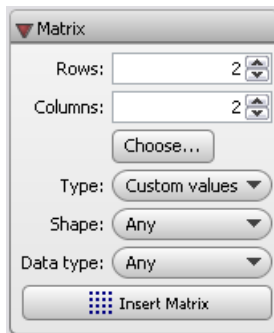 Matrix
Rows: 2
Columns: 2
Choose...
Type: Custom values
Shape: Any
Data type: Any
Insert Matrix